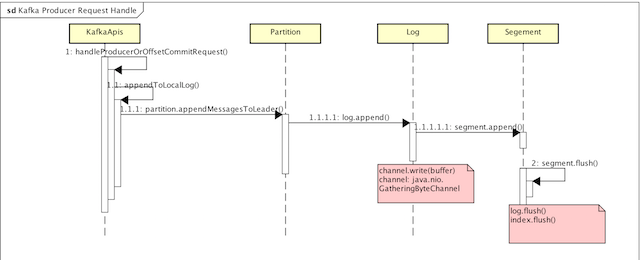 sd Kafka Producer Request Handle
KafkaApis
Partition
Log
Segement
1: handleProducerOrOffsetCommitRequest()
1.1: appendToLocalLog()
1.1.1: partition.appendMessagesToLeader()
1.1.1.1: log.append()
1.1.1.1.1: segment.append()
channel.write(buffer)
channel: java.nio.
GatheringByteChannel
2: segment.flush()
log.flush()
index.flush()